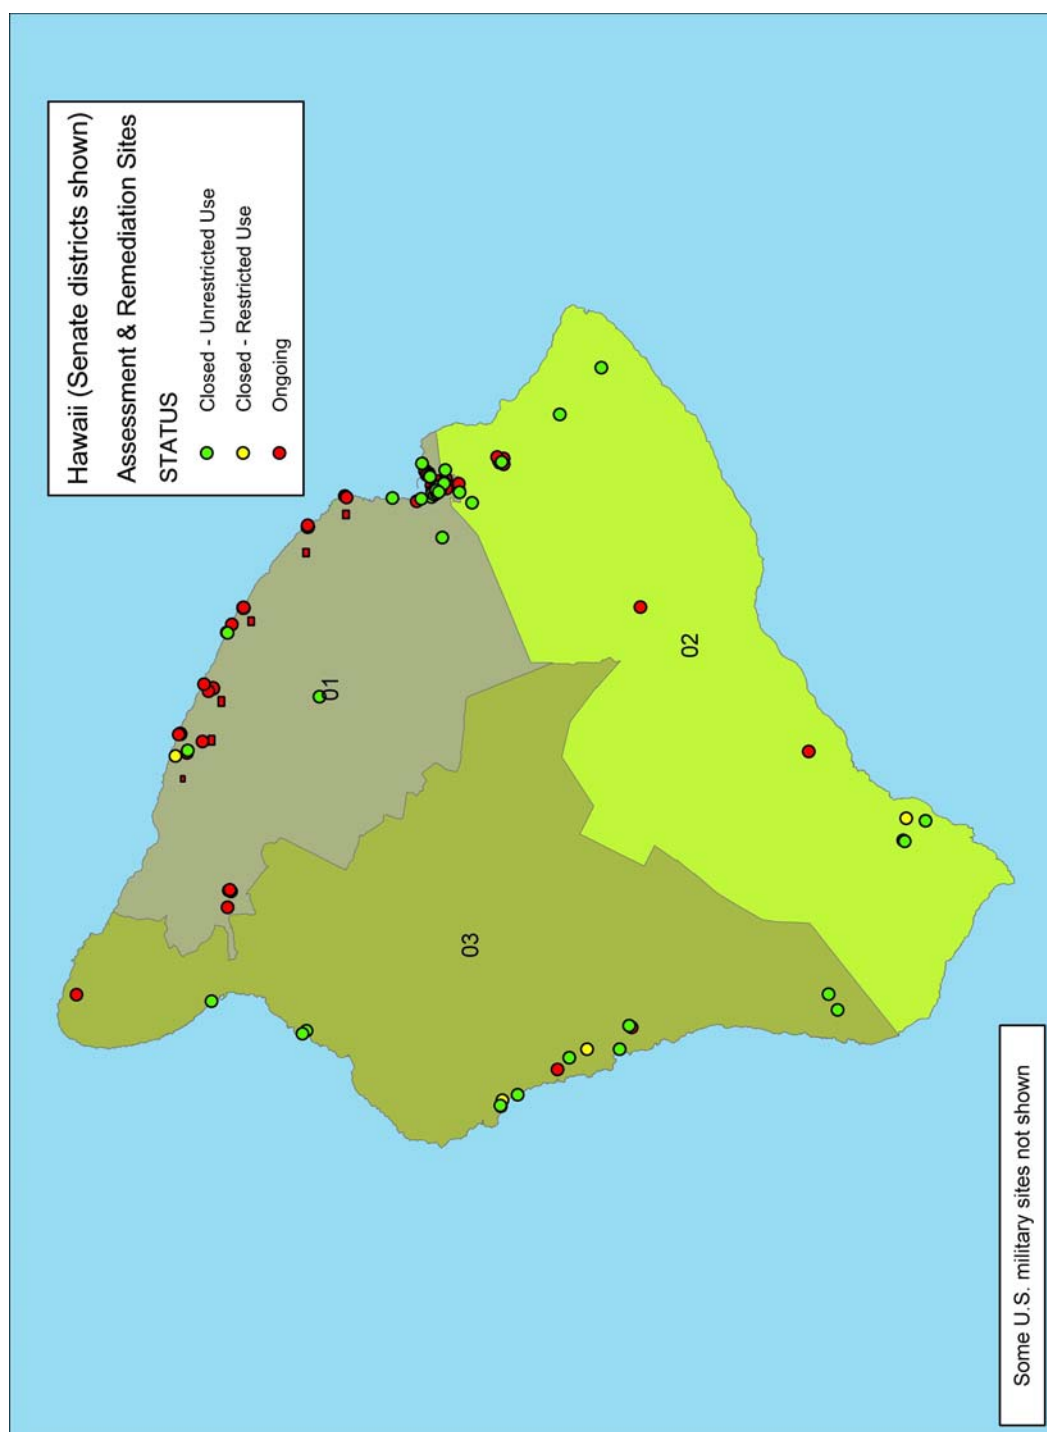 Hawaii (Senate districts shown)
Assessment & Remediation Sites
STATUS
Closed - Unrestricted Use
Closed - Restricted Use
Ongoing
01
02
03
Some U.S. military sites not shown